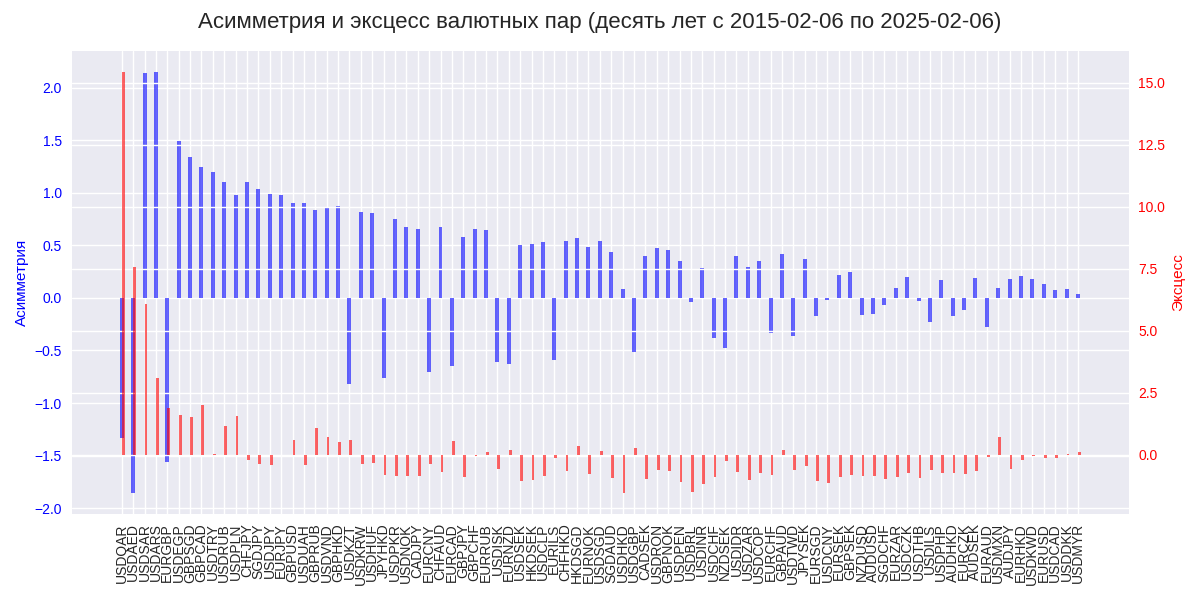 Асимметрия и эксцесс валютных пар (десять лет с 2015-02-06 по 2025-02-06)
Асимметрия
2.0
1.5
1.0
0.5
0.0
−0.5
−1.0
−1.5
−2.0
USDQAR
USDAED
USDSAR
USDARS
EURGBP
USDEGP
GBPSGD
GBPCAD
USDTRY
USDRUB
USDPLN
CHFJPY
SGDJPY
USDJPY
EURJPY
GBPUSD
USDUAH
GBPRUB
USDVND
GBPHKD
USDKZT
USDKRW
USDHUF
JPYHKD
USDPKR
USDNOK
CADJPY
EURCNY
CHFAUD
EURCAD
GBPJPY
GBPCHF
EURRUB
USDISK
EURNZD
USDSEK
HKDSEK
USDCLP
EURILS
CHFHKD
HKDSGD
EURNOK
USDSGD
SGDAUD
USDHKD
USDGBP
CADSEK
USDRON
GBPNOK
USDPEN
USDBRL
USDINR
USDCHF
NZDSEK
USDIDR
USDZAR
USDCOP
EURCHF
GBPAUD
USDTWD
JPYSEK
EURSGD
USDCNY
EURSEK
GBPSEK
NZDUSD
AUDUSD
SGDCHF
EURZAR
USDCZK
USDTHB
USDILS
USDPHP
AUDHKD
EURCZK
AUDSEK
EURAUD
USDMXN
AUDJPY
EURHKD
USDKWD
EURUSD
USDCAD
USDDKK
USDMYR
15.0
12.5
10.0
7.5
5.0
2.5
0.0
Эксцесс